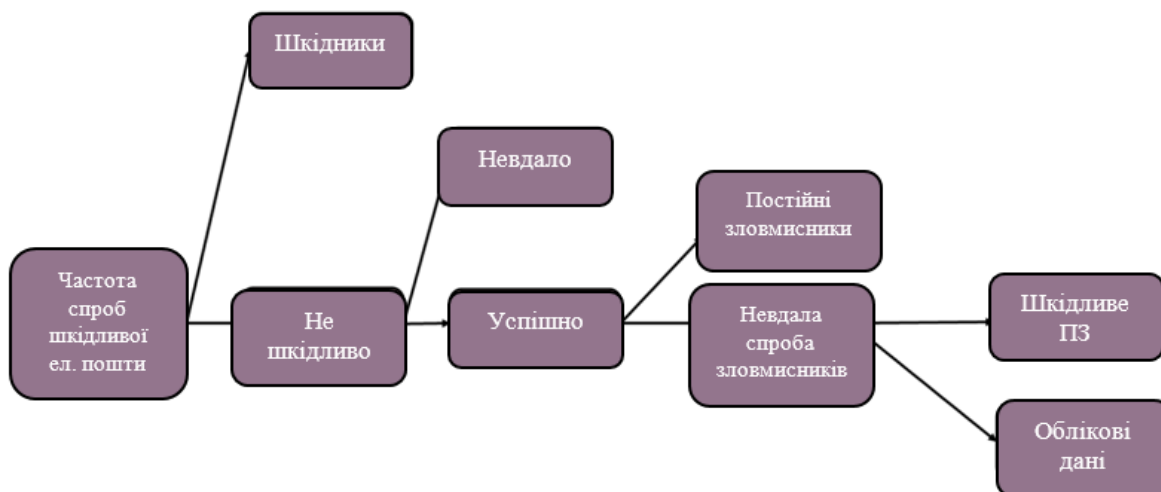 Шкідники
Невдало
Постійні
зловмисники
Частота
спроб
шкідливої
ел. пошти
Не
шкідливо
Успішно
Невдала
спроба
зловмисників
Шкідливе
ПЗ
Облікові
дані